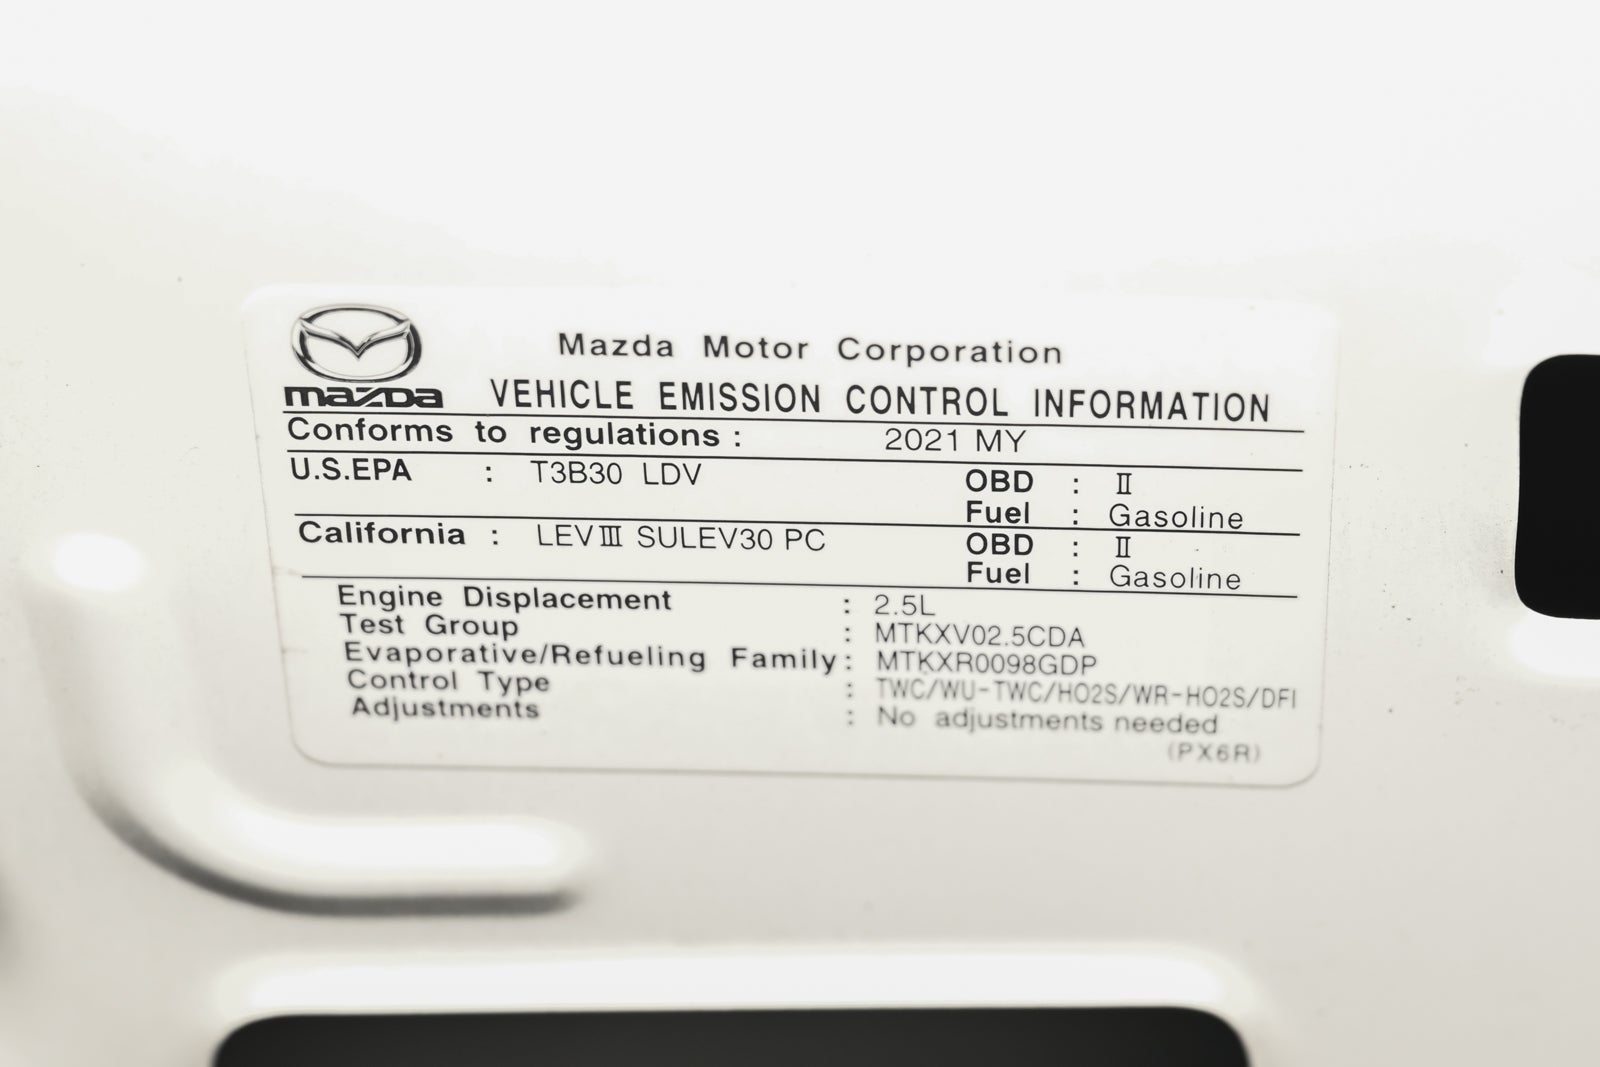 Mazda Motor Corporation
mazda VEHICLE EMISSION CONTROL INFORMATION
Conforms to regulations : 2021 MY
U.S.EPA : T3B30 LDV OBD : Ⅱ
Fuel : Gasoline
California : LEVⅢ SULEV30 PC OBD : Ⅱ
Fuel : Gasoline
Engine Displacement : 2.5L
Test Group : MTKXV02.5CDA
Evaporative/Refueling Family : MTKXR0098GDP
Control Type : TWC/WU-TWC/HO2S/WR-HO2S/DFI
Adjustments : No adjustments needed
(PX6R)